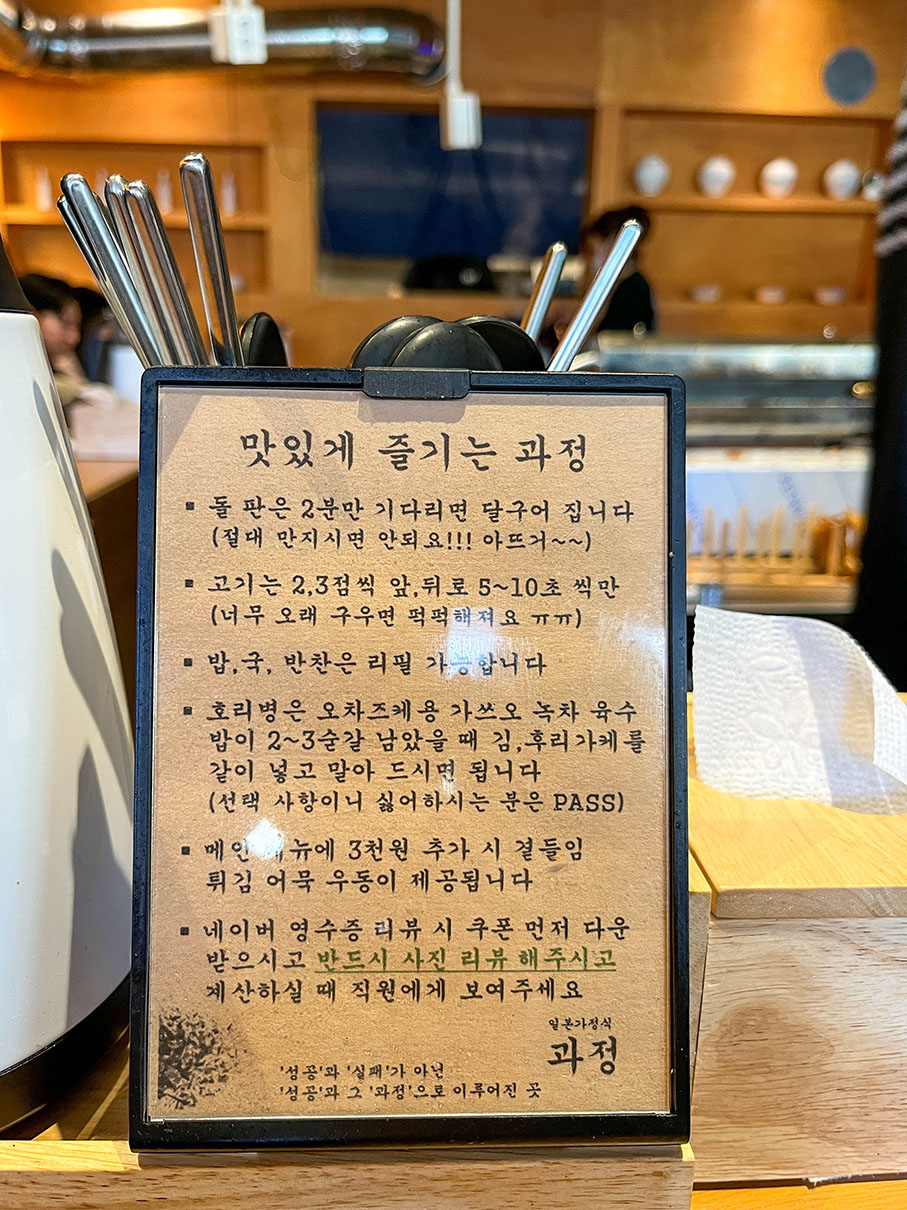 맛있게 즐기는 과정
▪ 돌 판은 2분만 기다리면 달구어 집니다
(절대 만지시면 안되요!!! 아뜨거~~)
▪ 고기는 2,3점씩 앞,뒤로 5~10초 씩만
(너무 오래 구우면 퍽퍽해져요 ㅠㅠ)
▪ 밥,국, 반찬은 리필 가능합니다
▪ 호리병은 오차즈케용 가쓰오 녹차 육수
밥이 2~3숟갈 남았을 때 김,후리가케를
같이 넣고 말아 드시면 됩니다
(선택 사항이니 싫어하시는 분은 PASS)
▪ 메인 메뉴에 3천원 추가 시 곁들임
튀김 어묵 우동이 제공됩니다
▪ 네이버 영수증 리뷰 시 쿠폰 먼저 다운
받으시고 반드시 사진 리뷰 해주시고
계산하실 때 직원에게 보여주세요
일본가정식
과정
'성공'과 '실패'가 아닌
'성공'과 그 '과정'으로 이루어진 곳